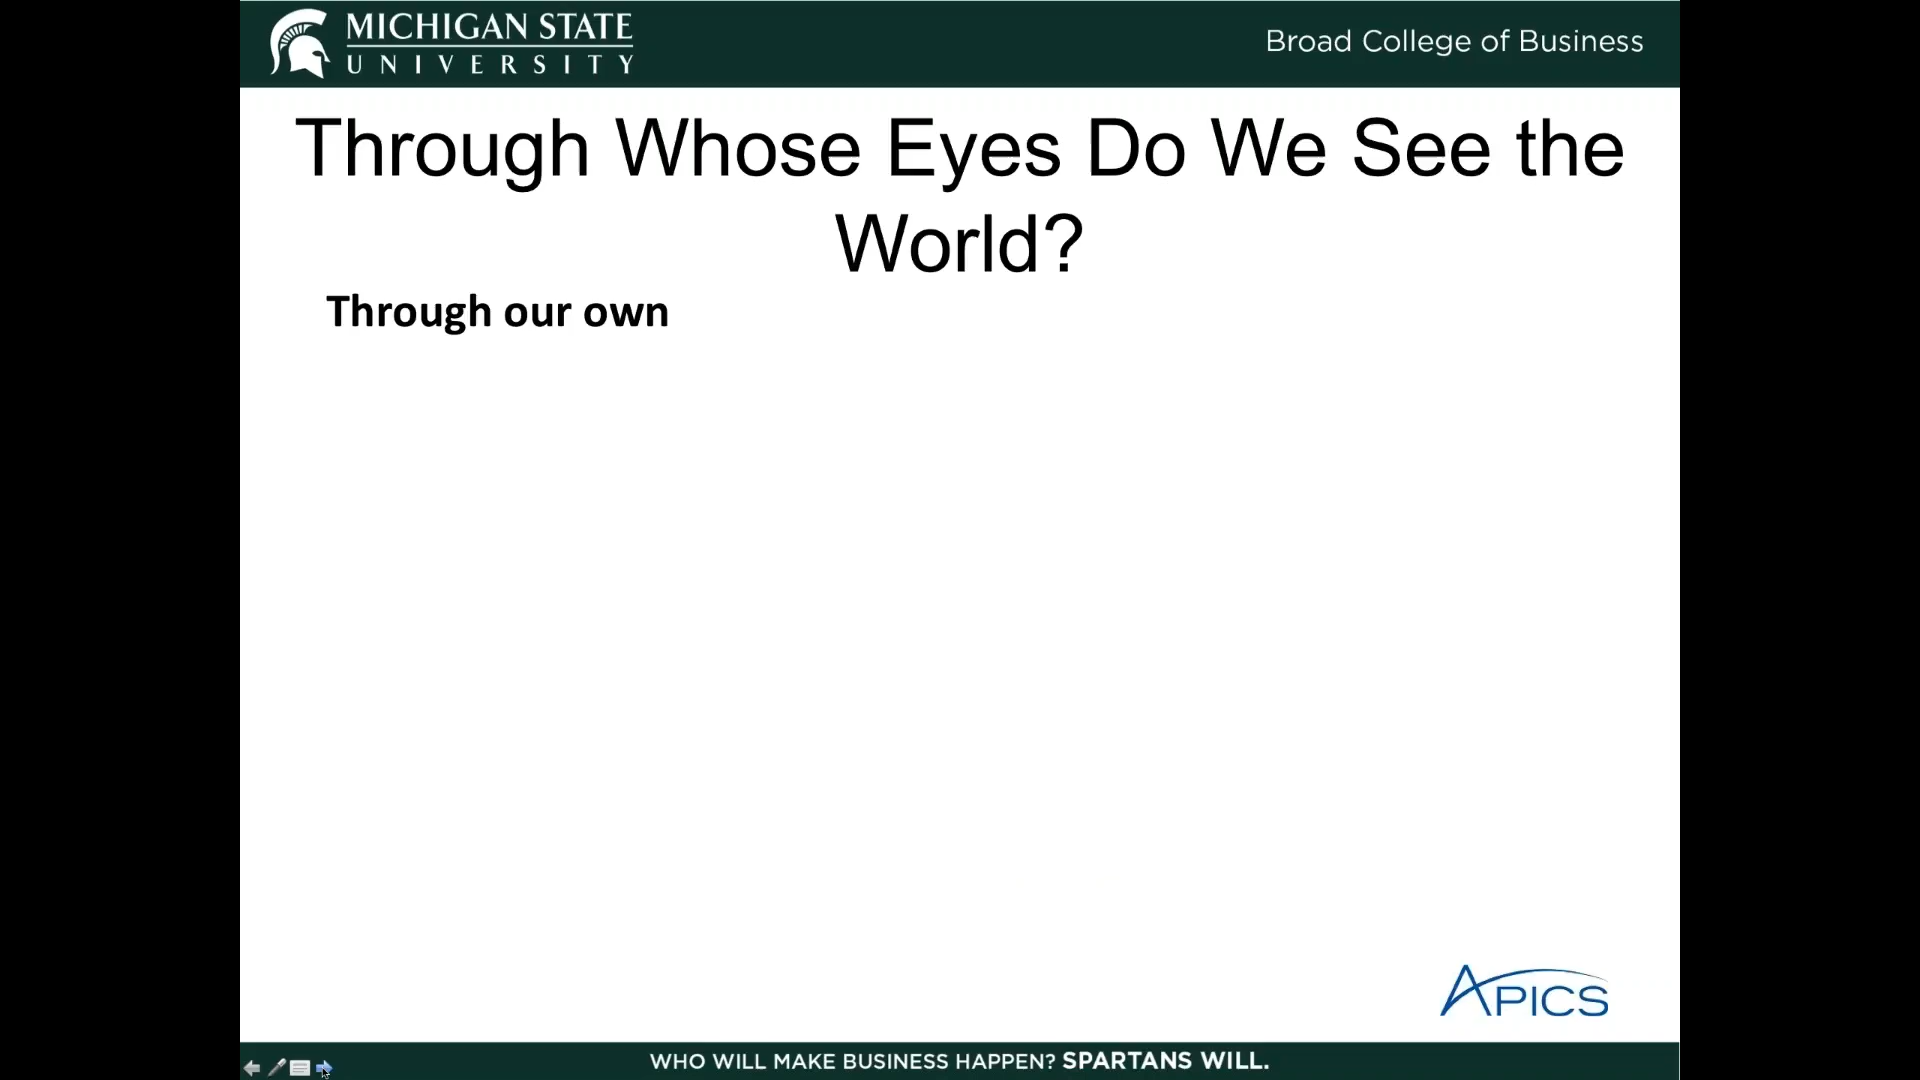 MICHIGAN STATE
UNIVERSITY
Broad College of Business
Through Whose Eyes Do We See the
World?
Through our own
APICS
WHO WILL MAKE BUSINESS HAPPEN? SPARTANS WILL.